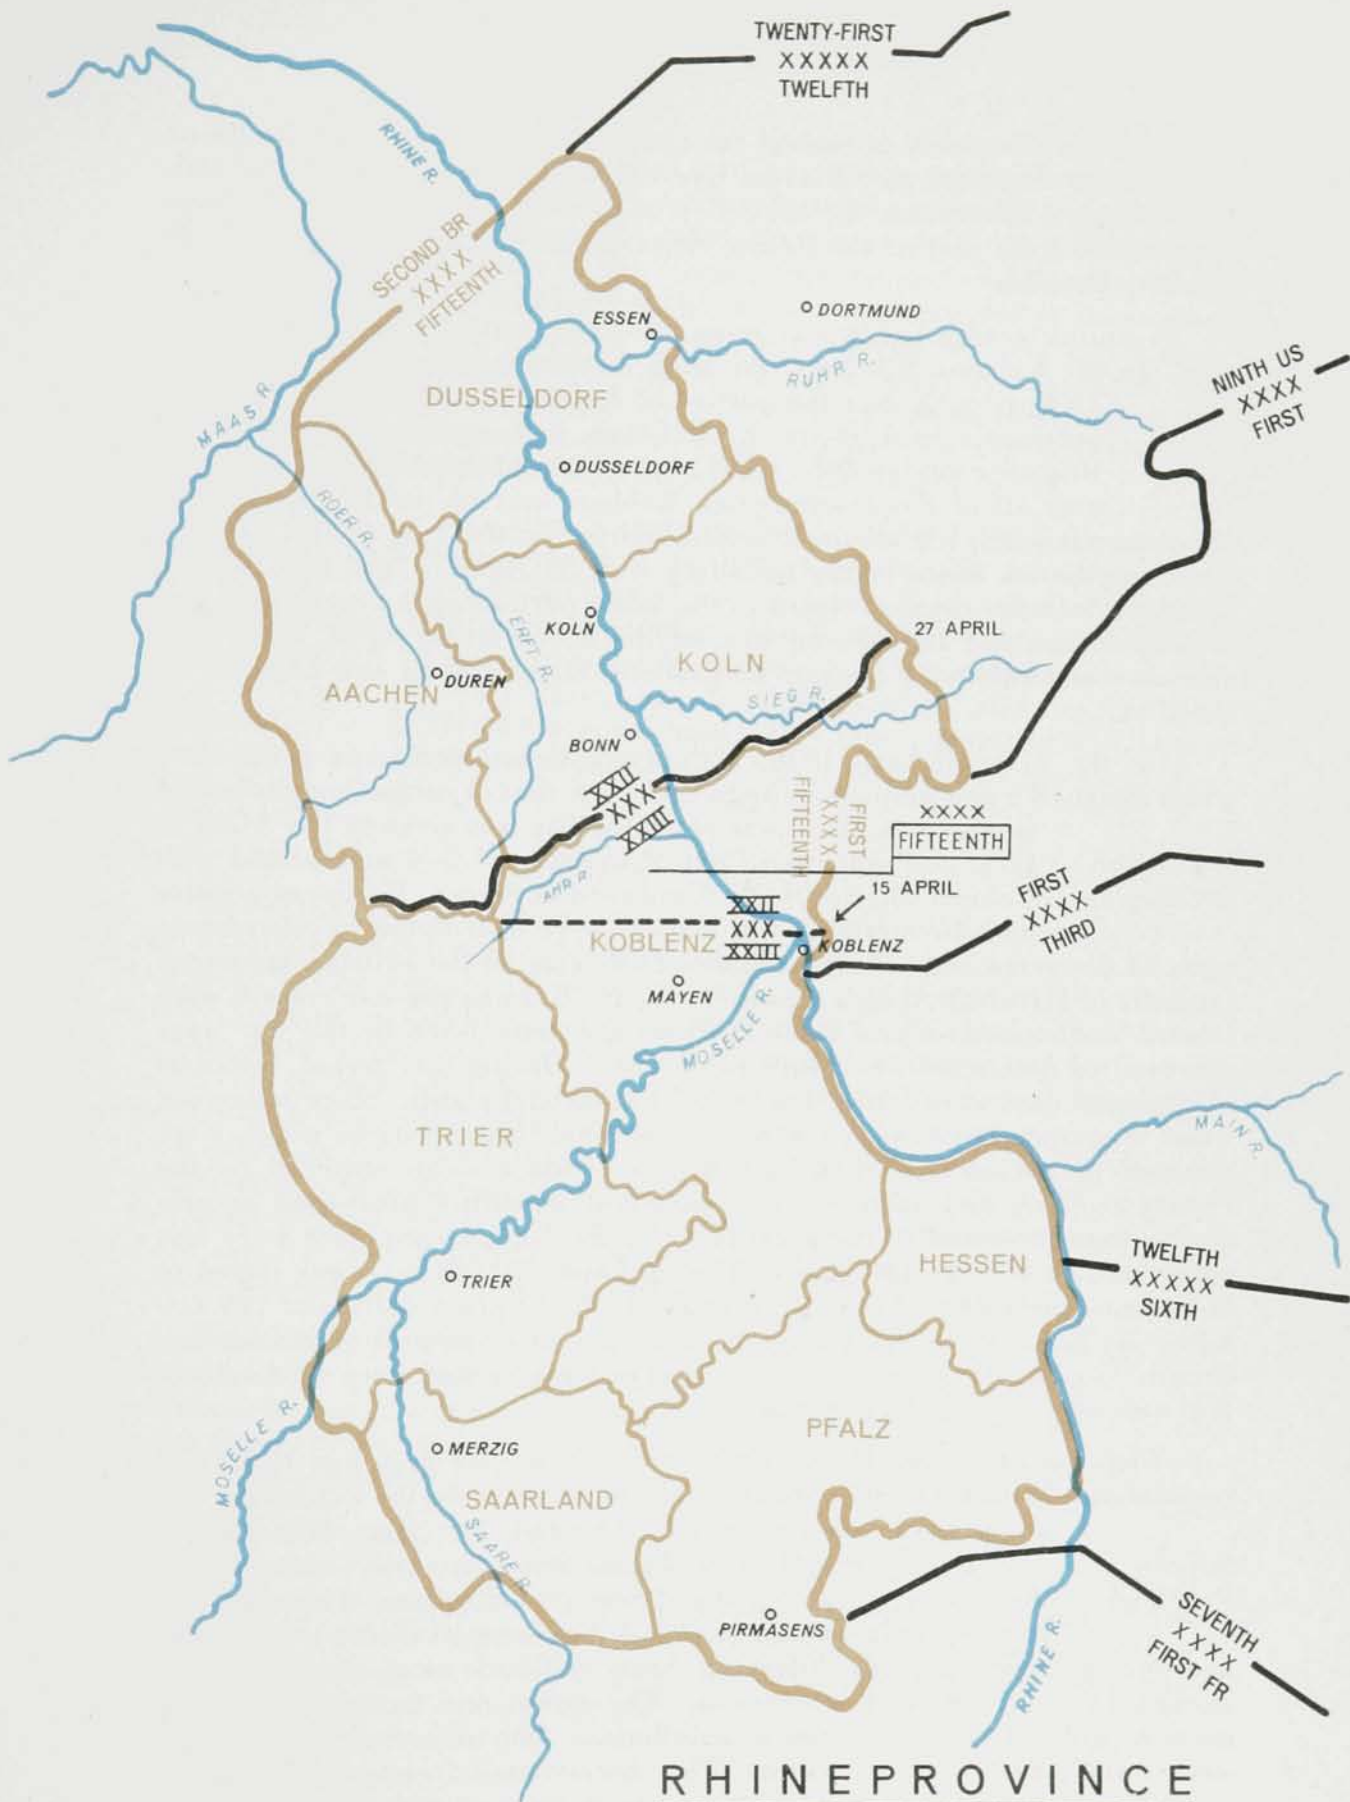 TWENTY-FIRST
XXXXX
TWELFTH
RHINE R.
SECOND BR
XXXX
FIFTEENTH
ESSEN
DORTMUND
RUHR R.
NINTH US
XXXX
FIRST
MAAS R.
DUSSELDORF
DUSSELDORF
ROER R.
ERFT. R.
KOLN
KOLN
27 APRIL
AACHEN
DUREN
SIEG R.
BONN
XXII
XXX
XXIII
FIRST
XXXX
FIFTEENTH
XXXX
FIFTEENTH
AHR R
15 APRIL
FIRST
XXXX
THIRD
XXII
XXX
XXIII
KOBLENZ
KOBLENZ
MAYEN
MOSELLE R.
MAIN R.
TRIER
TRIER
HESSEN
TWELFTH
XXXXX
SIXTH
MOSELLE R.
MERZIG
PFALZ
SAARLAND
SAARE R.
PIRMASENS
SEVENTH
XXXX
FIRST FR
RHINE R.
RHINEPROVINCE